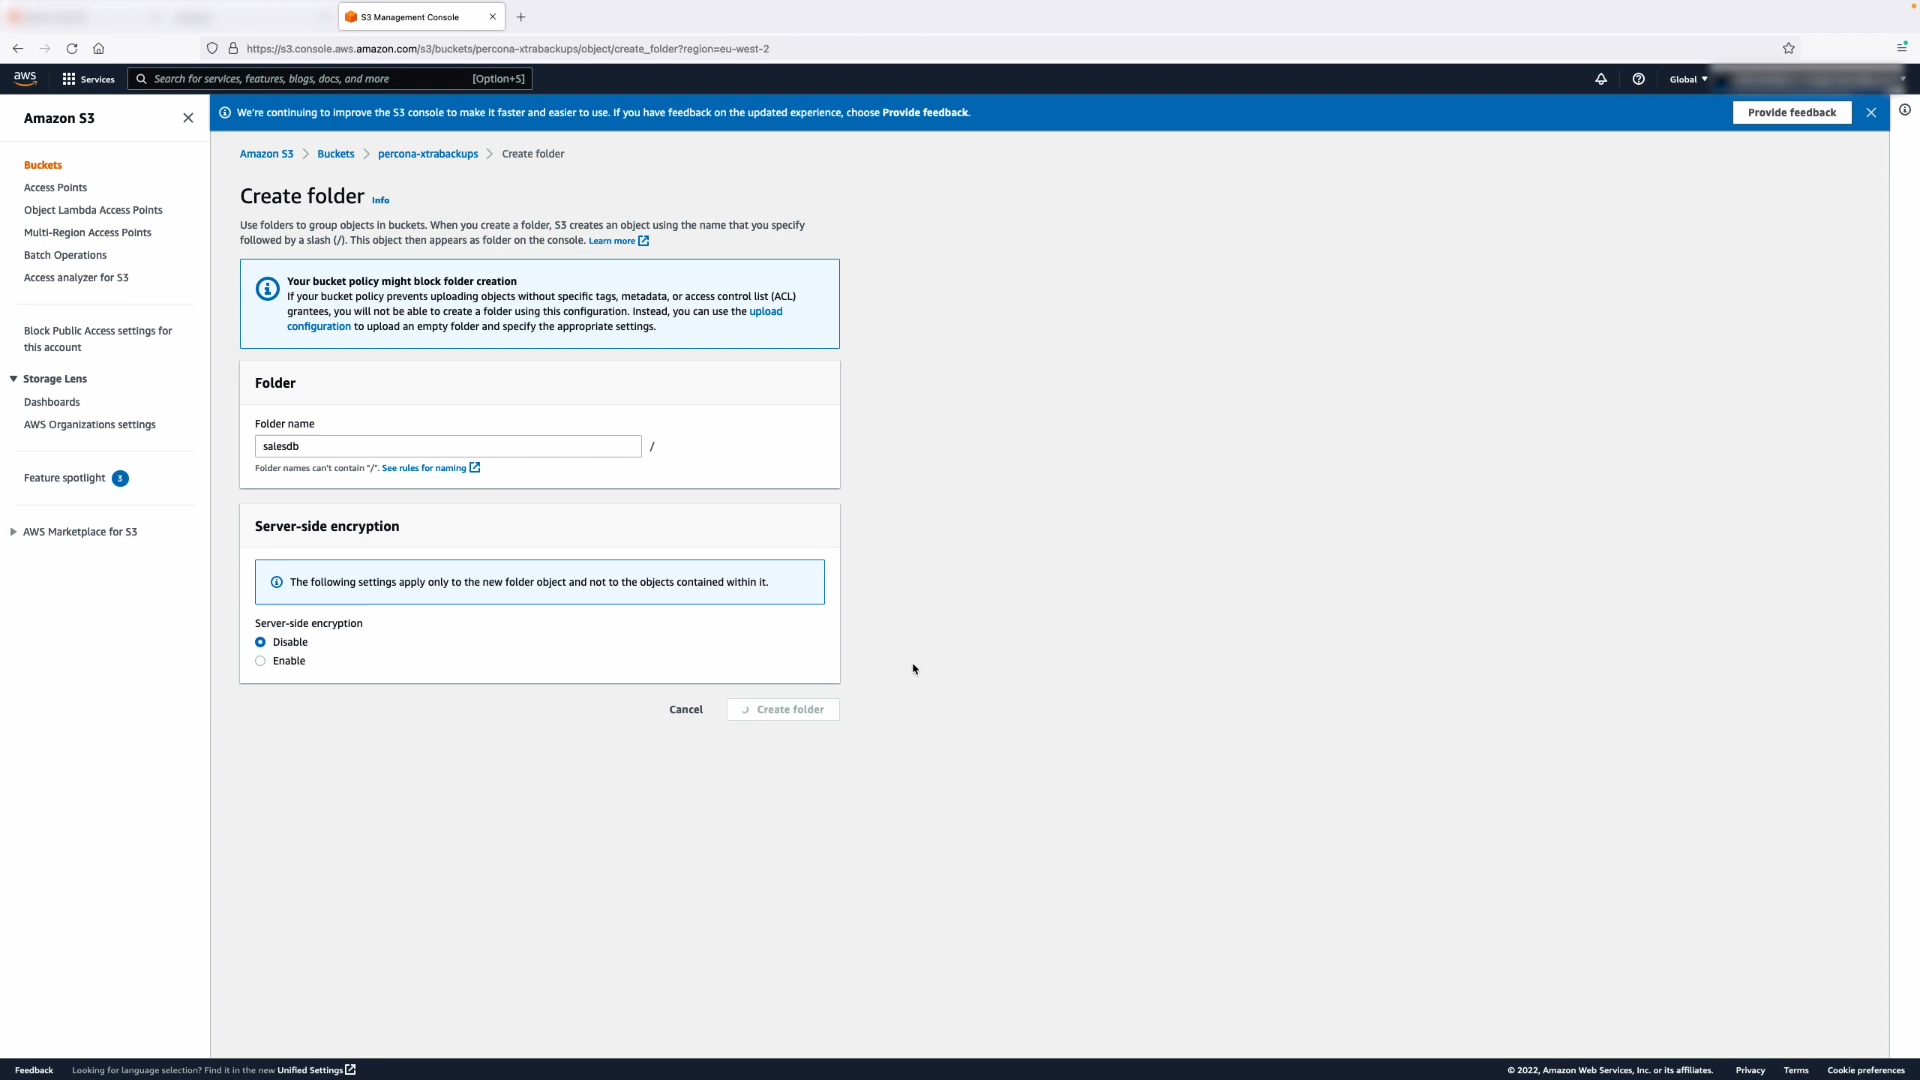 S3 Management Console
https://s3.console.aws.amazon.com/s3/buckets/percona-xtrabackups/object/create_folder?region=eu-west-2
aws
Services
Search for services, features, blogs, docs, and more
[Option+S]
Global
Amazon S3
We're continuing to improve the S3 console to make it faster and easier to use. If you have feedback on the updated experience, choose Provide feedback.
Provide feedback
Amazon S3
Buckets
percona-xtrabackups
Create folder
Buckets
Access Points
Object Lambda Access Points
Multi-Region Access Points
Batch Operations
Access analyzer for S3
Block Public Access settings for
this account
Storage Lens
Dashboards
AWS Organizations settings
Feature spotlight 3
AWS Marketplace for S3
Create folder Info
Use folders to group objects in buckets. When you create a folder, S3 creates an object using the name that you specify
followed by a slash (/). This object then appears as folder on the console. Learn more
Your bucket policy might block folder creation
If your bucket policy prevents uploading objects without specific tags, metadata, or access control list (ACL)
grantees, you will not be able to create a folder using this configuration. Instead, you can use the upload
configuration to upload an empty folder and specify the appropriate settings.
Folder
Folder name
salesdb /
Folder names can't contain "/". See rules for naming
Server-side encryption
The following settings apply only to the new folder object and not to the objects contained within it.
Server-side encryption
Disable
Enable
Cancel
Create folder
Feedback
Looking for language selection? Find it in the new Unified Settings
© 2022, Amazon Web Services, Inc. or its affiliates.
Privacy
Terms
Cookie preferences